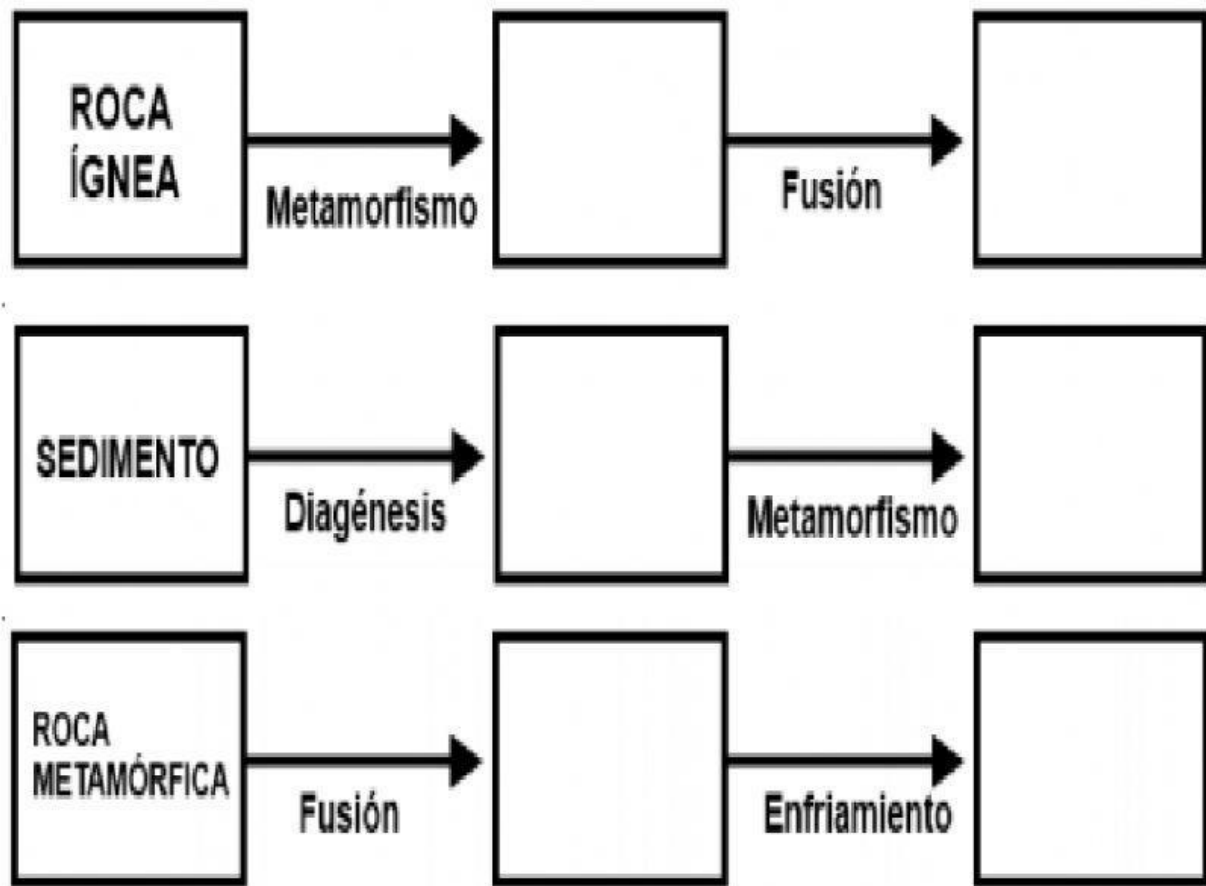 ROCA
ÍGNEA
Metamorfismo
Fusión
SEDIMENTO
Diagénesis
Metamorfismo
ROCA
METAMÓRFICA
Fusión
Enfriamiento